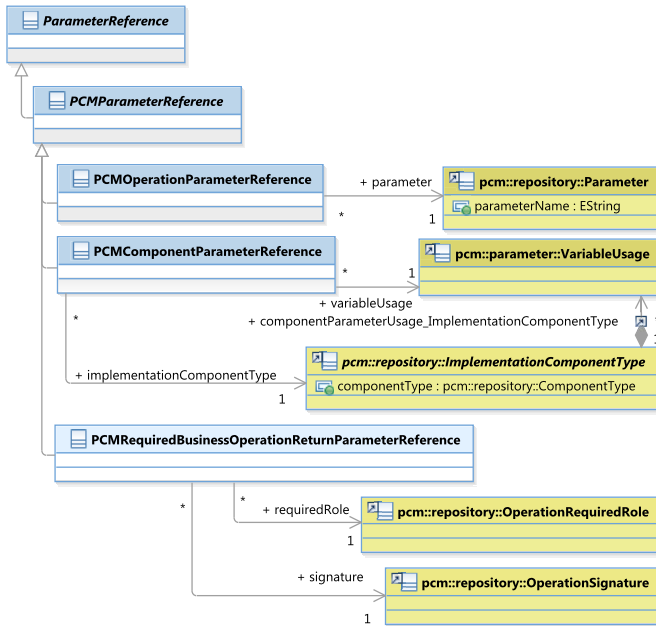 ParameterReference
PCMParameterReference
PCMOperationParameterReference
+ parameter
*
1
pcm::repository::Parameter
parameterName : EString
PCMComponentParameterReference
*
1
+ variableUsage
pcm::parameter::VariableUsage
+ componentParameterUsage_ImplementationComponentType
*
+ implementationComponentType
1
pcm::repository::ImplementationComponentType
componentType : pcm::repository::ComponentType
PCMRequiredBusinessOperationReturnParameterReference
*
*
+ requiredRole
1
pcm::repository::OperationRequiredRole
+ signature
1
pcm::repository::OperationSignature